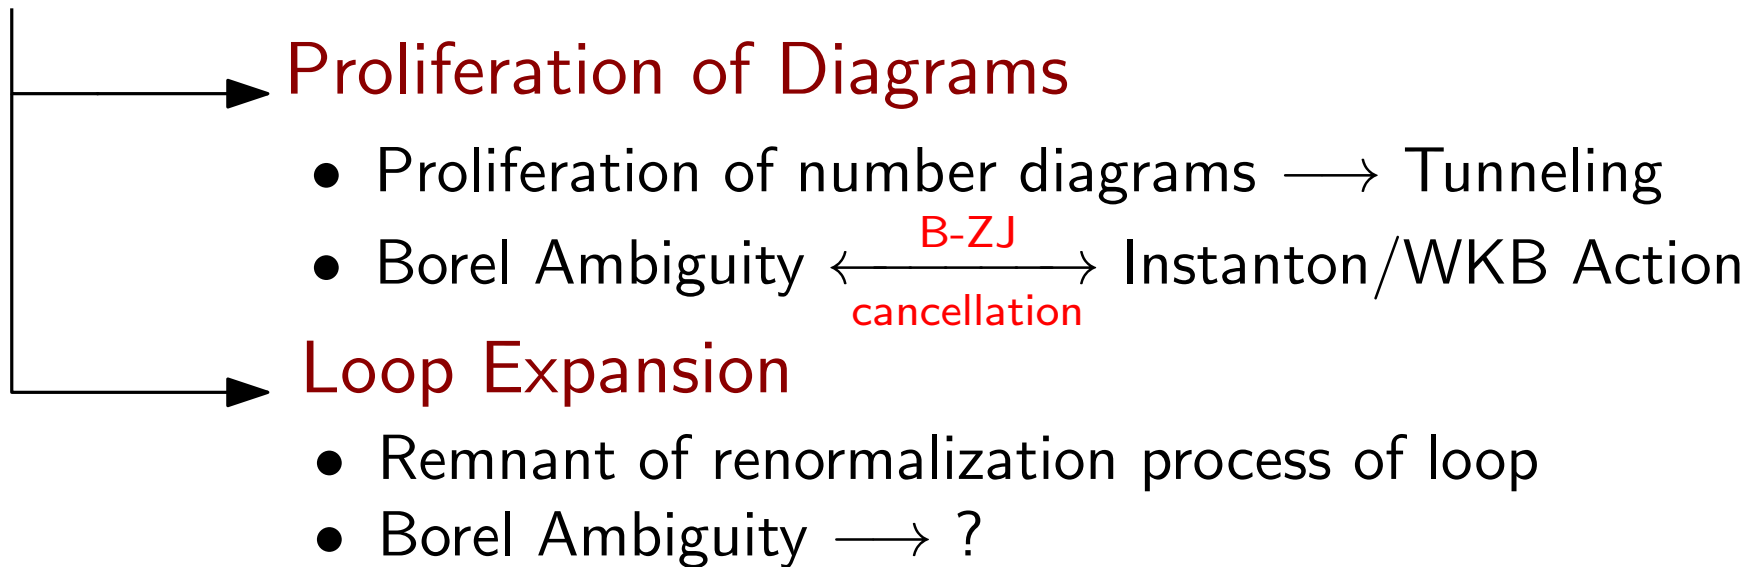 Proliferation of Diagrams
• Proliferation of number diagrams ⟶ Tunneling
B-ZJ
• Borel Ambiguity ⟷ Instanton/WKB Action
cancellation
Loop Expansion
• Remnant of renormalization process of loop
• Borel Ambiguity ⟶ ?